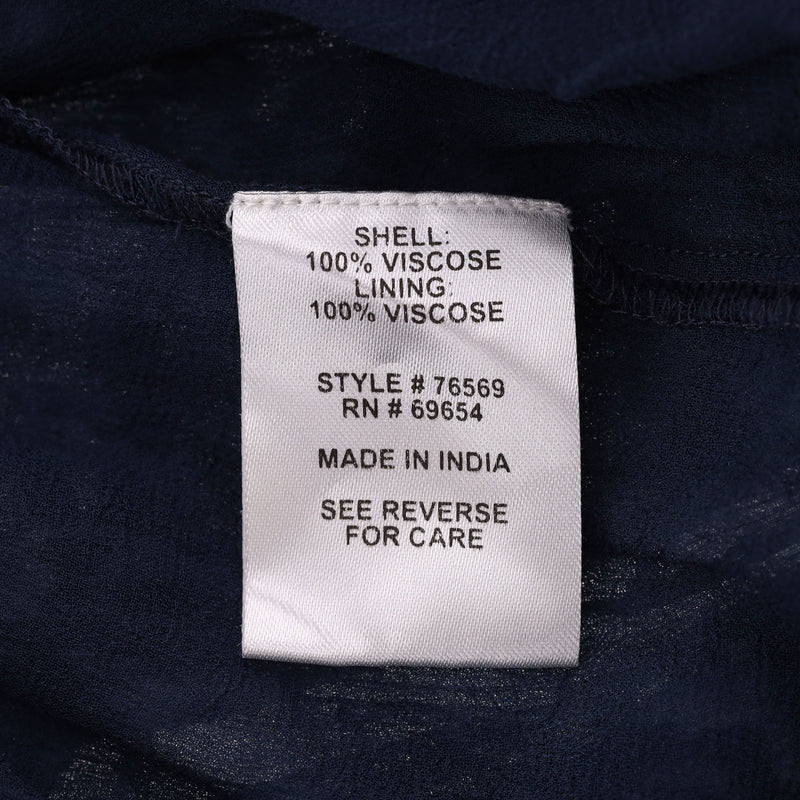 SHELL:
100% VISCOSE
LINING:
100% VISCOSE
STYLE # 76569
RN # 69654
MADE IN INDIA
SEE REVERSE
FOR CARE